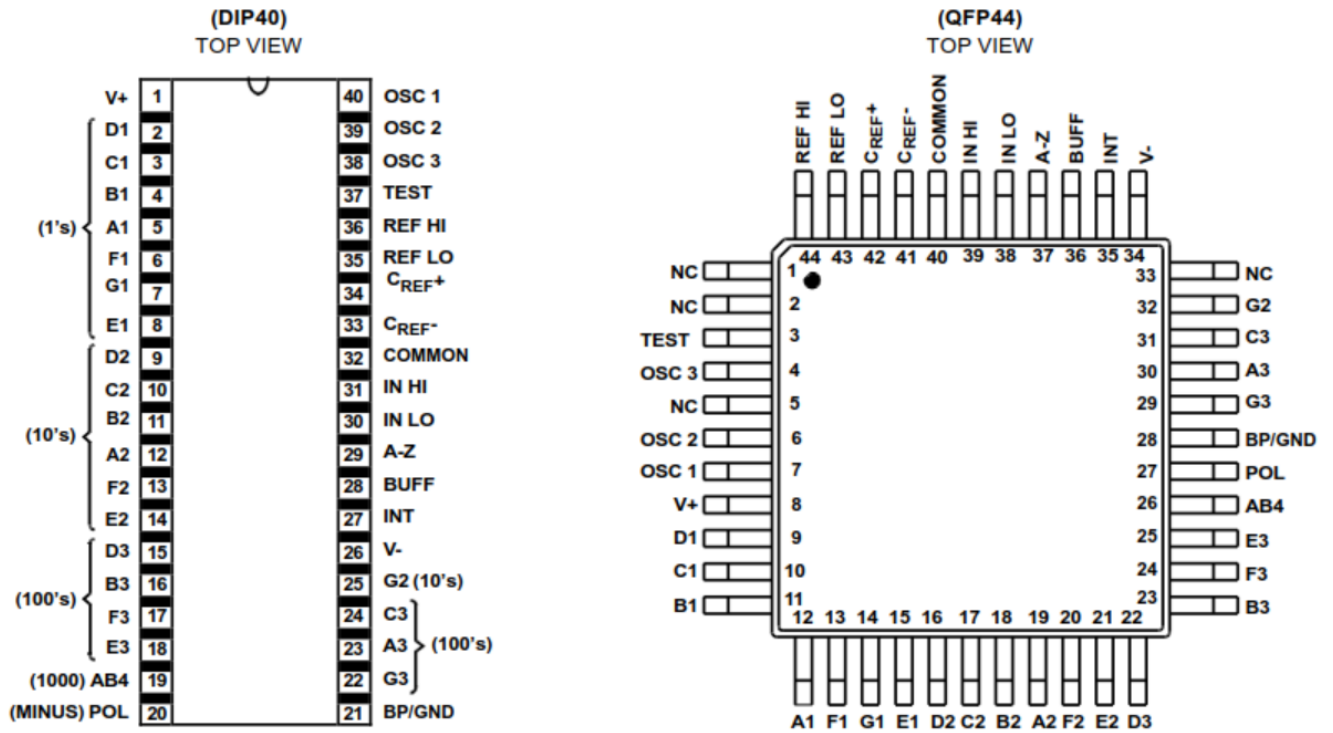 (DIP40)
TOP VIEW
V+ 1 40 OSC 1
D1 2 39 OSC 2
C1 3 38 OSC 3
B1 4 37 TEST
(1's) A1 5 36 REF HI
F1 6 35 REF LO
G1 7 34 CREF+
E1 8 33 CREF-
D2 9 32 COMMON
C2 10 31 IN HI
B2 11 30 IN LO
(10's)
A2 12 29 A-Z
F2 13 28 BUFF
E2 14 27 INT
D3 15 26 V-
B3 16 25 G2 (10's)
(100's)
F3 17 24 C3
E3 18 23 A3 (100's)
(1000) AB4 19 22 G3
(MINUS) POL 20 21 BP/GND
(QFP44)
TOP VIEW
REF HI
REF LO
CREF+
CREF-
COMMON
IN HI
IN LO
A-Z
BUFF
INT
V-
44 43 42 41 40 39 38 37 36 35 34
NC 1 33 NC
NC 2 32 G2
TEST 3 31 C3
OSC 3 4 30 A3
NC 5 29 G3
OSC 2 6 28 BP/GND
OSC 1 7 27 POL
V+ 8 26 AB4
D1 9 25 E3
C1 10 24 F3
B1 11 23 B3
12 13 14 15 16 17 18 19 20 21 22
A1 F1 G1 E1 D2 C2 B2 A2 F2 E2 D3